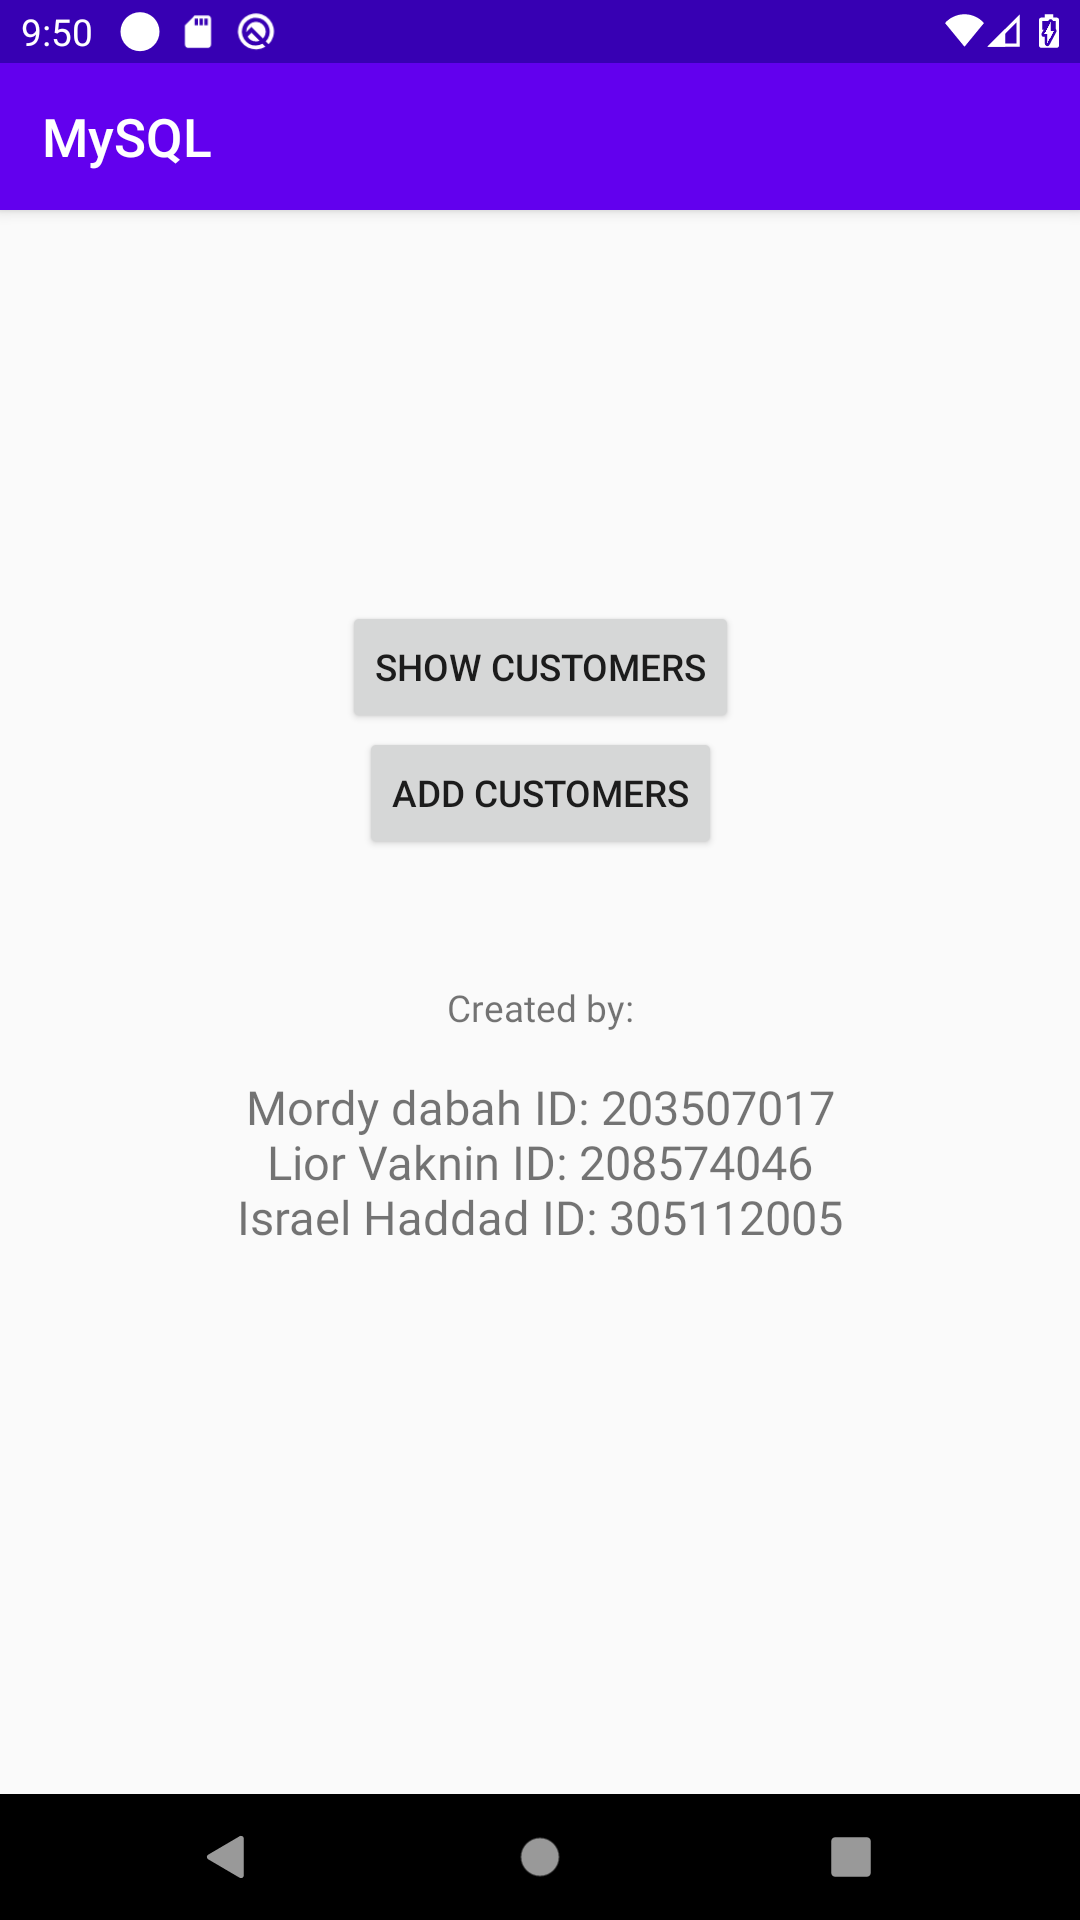 9:50
MySQL
SHOW CUSTOMERS
ADD CUSTOMERS
Created by:
Mordy dabah ID: 203507017
Lior Vaknin ID: 208574046
Israel Haddad ID: 305112005